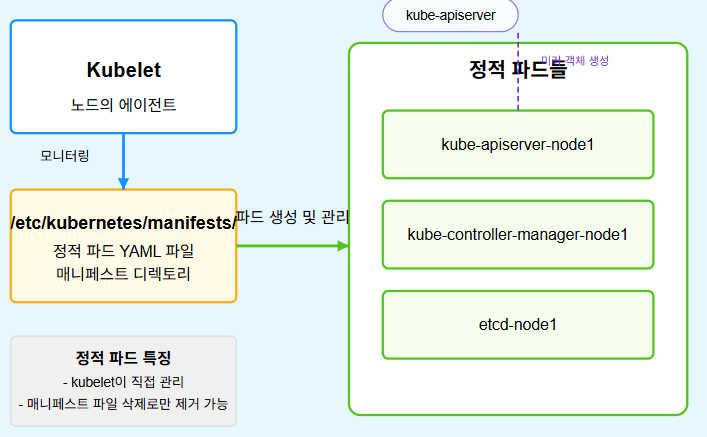 kube-apiserver
Kubelet
노드의 에이전트
모니터링
/etc/kubernetes/manifests/
정적 파드 YAML 파일
매니페스트 디렉토리
파드 생성 및 관리
정적 파드들
미러 객체 생성
kube-apiserver-node1
kube-controller-manager-node1
etcd-node1
정적 파드 특징
- kubelet이 직접 관리
- 매니페스트 파일 삭제로만 제거 가능